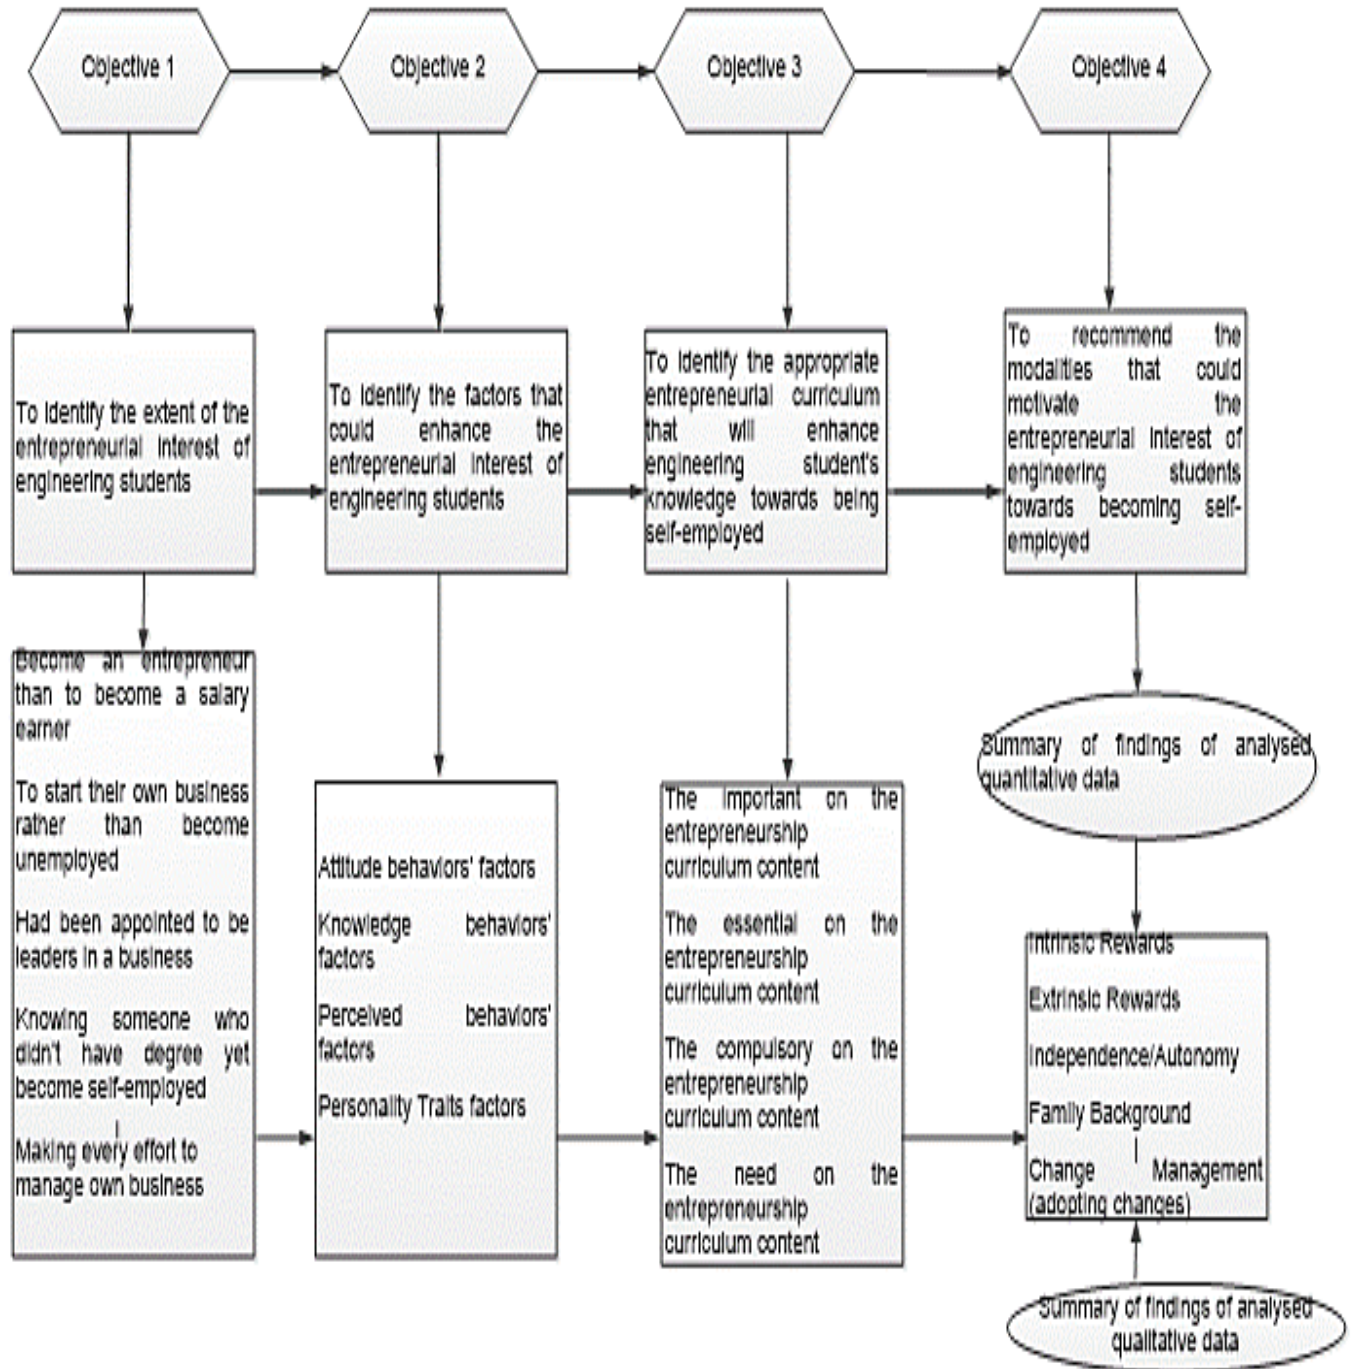 Objective 1
Objective 2
Objective 3
Objective 4
To identify the extent of the
entrepreneurial interest of
engineering students
To identify the factors that
could enhance the
entrepreneurial interest of
engineering students
To identify the appropriate
entrepreneurial curriculum
that will enhance
engineering student's
knowledge towards being
self-employed
To recommend the
modalities that could
motivate the
entrepreneurial interest of
engineering students
towards becoming self-
employed
Become an entrepreneur
than to become a salary
earner
To start their own business
rather than become
unemployed
Had been appointed to be
leaders in a business
Knowing someone who
didn't have degree yet
become self-employed
Making every effort to
manage own business
Attitude behaviors' factors
Knowledge behaviors'
factors
Perceived behaviors'
factors
Personality Traits factors
The important on the
entrepreneurship
curriculum content
The essential on the
entrepreneurship
curriculum content
The compulsory on the
entrepreneurship
curriculum content
The need on the
entrepreneurship
curriculum content
Summary of findings of analysed
quantitative data
Intrinsic Rewards
Extrinsic Rewards
Independence/Autonomy
Family Background
Change Management
(adopting changes)
Summary of findings of analysed
qualitative data